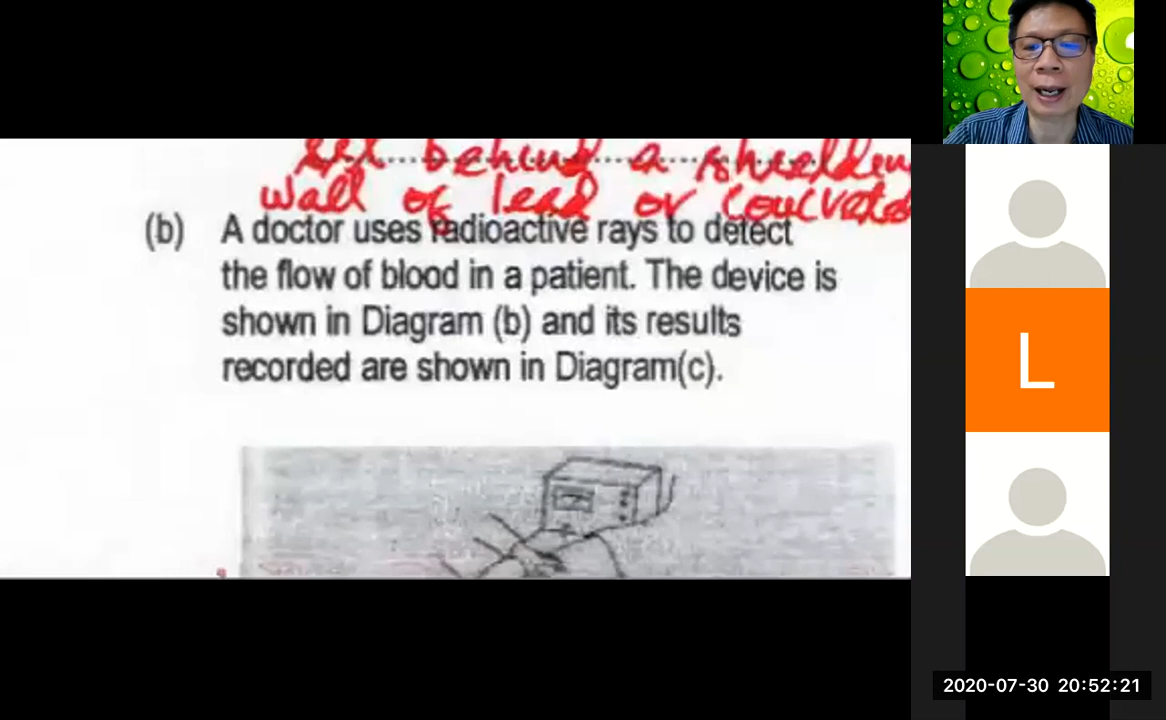 set behind a shielding
wall of lead or concrete
(b) A doctor uses radioactive rays to detect
the flow of blood in a patient. The device is
shown in Diagram (b) and its results
recorded are shown in Diagram(c).
L
2020-07-30 20:52:21